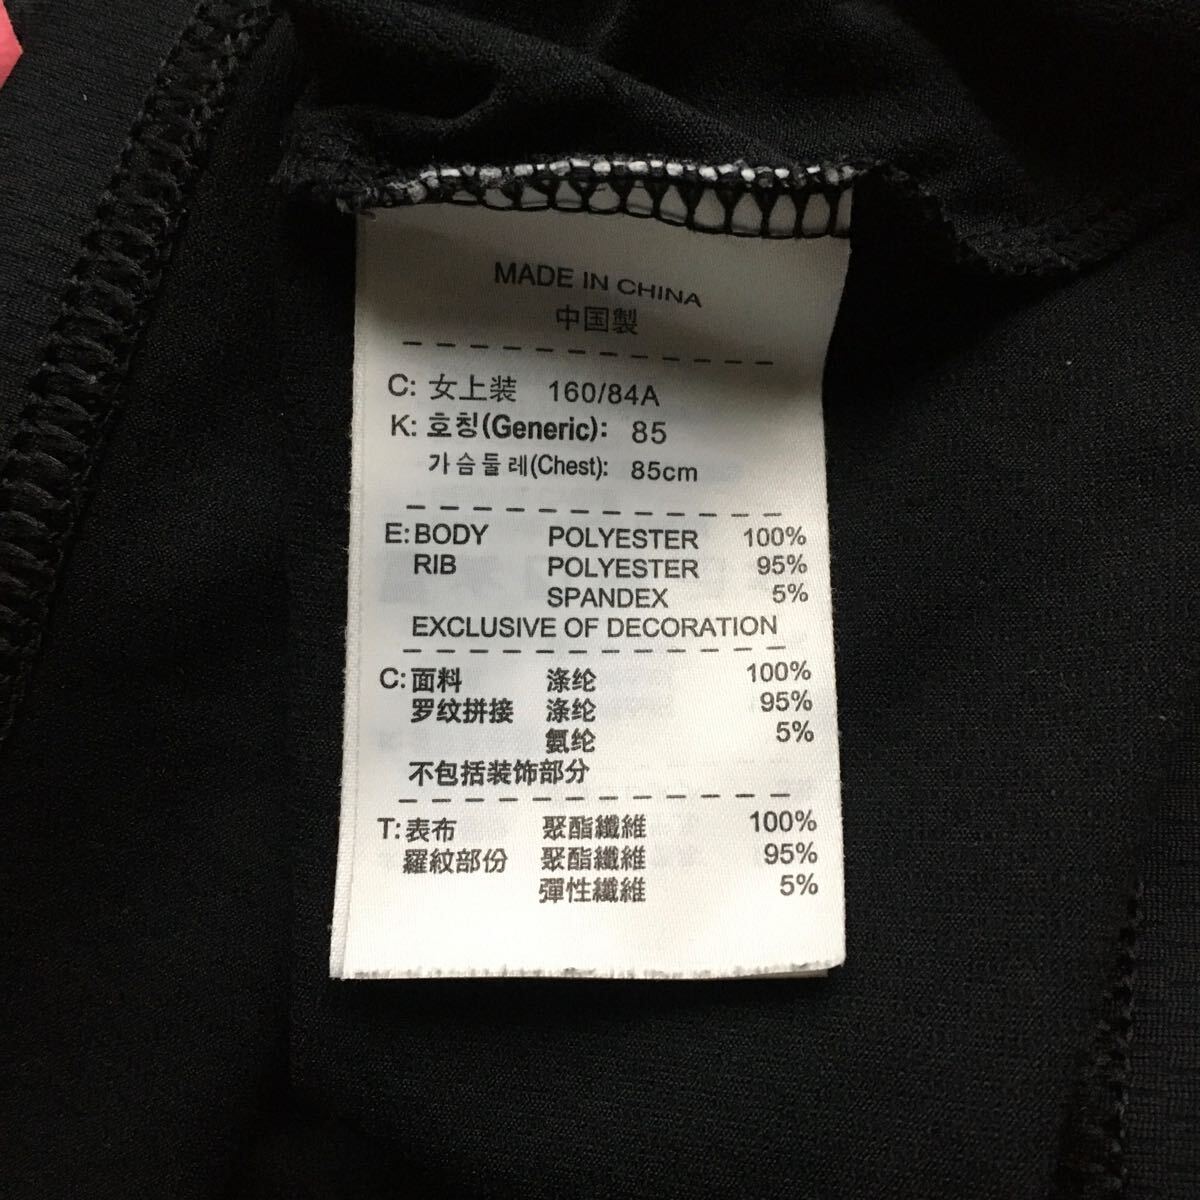 MADE IN CHINA
中国製
C: 女上装 160/84A
K: 호칭(Generic): 85
가슴둘레(Chest): 85cm
E: BODY POLYESTER 100%
RIB POLYESTER 95%
SPANDEX 5%
EXCLUSIVE OF DECORATION
C: 面料 涤纶 100%
罗纹拼接 涤纶 95%
氨纶 5%
不包括装饰部分
T: 表布 聚酯纖維 100%
羅紋部份 聚酯纖維 95%
彈性纖維 5%